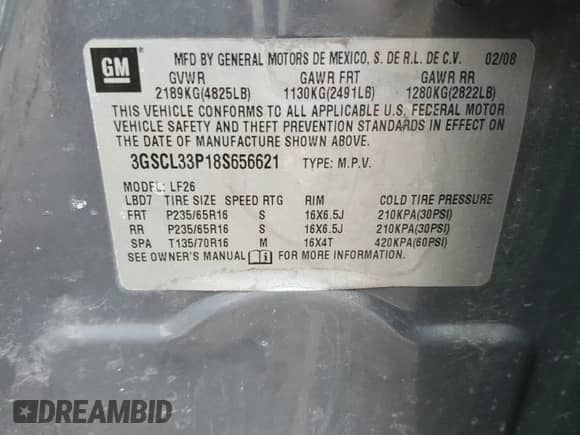 GM
MFD BY GENERAL MOTORS DE MEXICO, S. DE R.L. DE C.V. 02/08
GVWR GAWR FRT GAWR RR
2189KG(4825LB) 1130KG(2491LB) 1280KG(2822LB)
THIS VEHICLE CONFORMS TO ALL APPLICABLE U.S. FEDERAL MOTOR
VEHICLE SAFETY AND THEFT PREVENTION STANDARDS IN EFFECT ON
THE DATE OF MANUFACTURE SHOWN ABOVE.
3GSCL33P18S656621 TYPE: M.P.V.
MODEL: LF26
LBD7 TIRE SIZE SPEED RTG RIM COLD TIRE PRESSURE
FRT P235/65R16 S 16X6.5J 210KPA(30PSI)
RR P235/65R16 S 16X6.5J 210KPA(30PSI)
SPA T135/70R16 M 16X4T 420KPA(60PSI)
SEE OWNER'S MANUAL FOR MORE INFORMATION.
DREAMBID